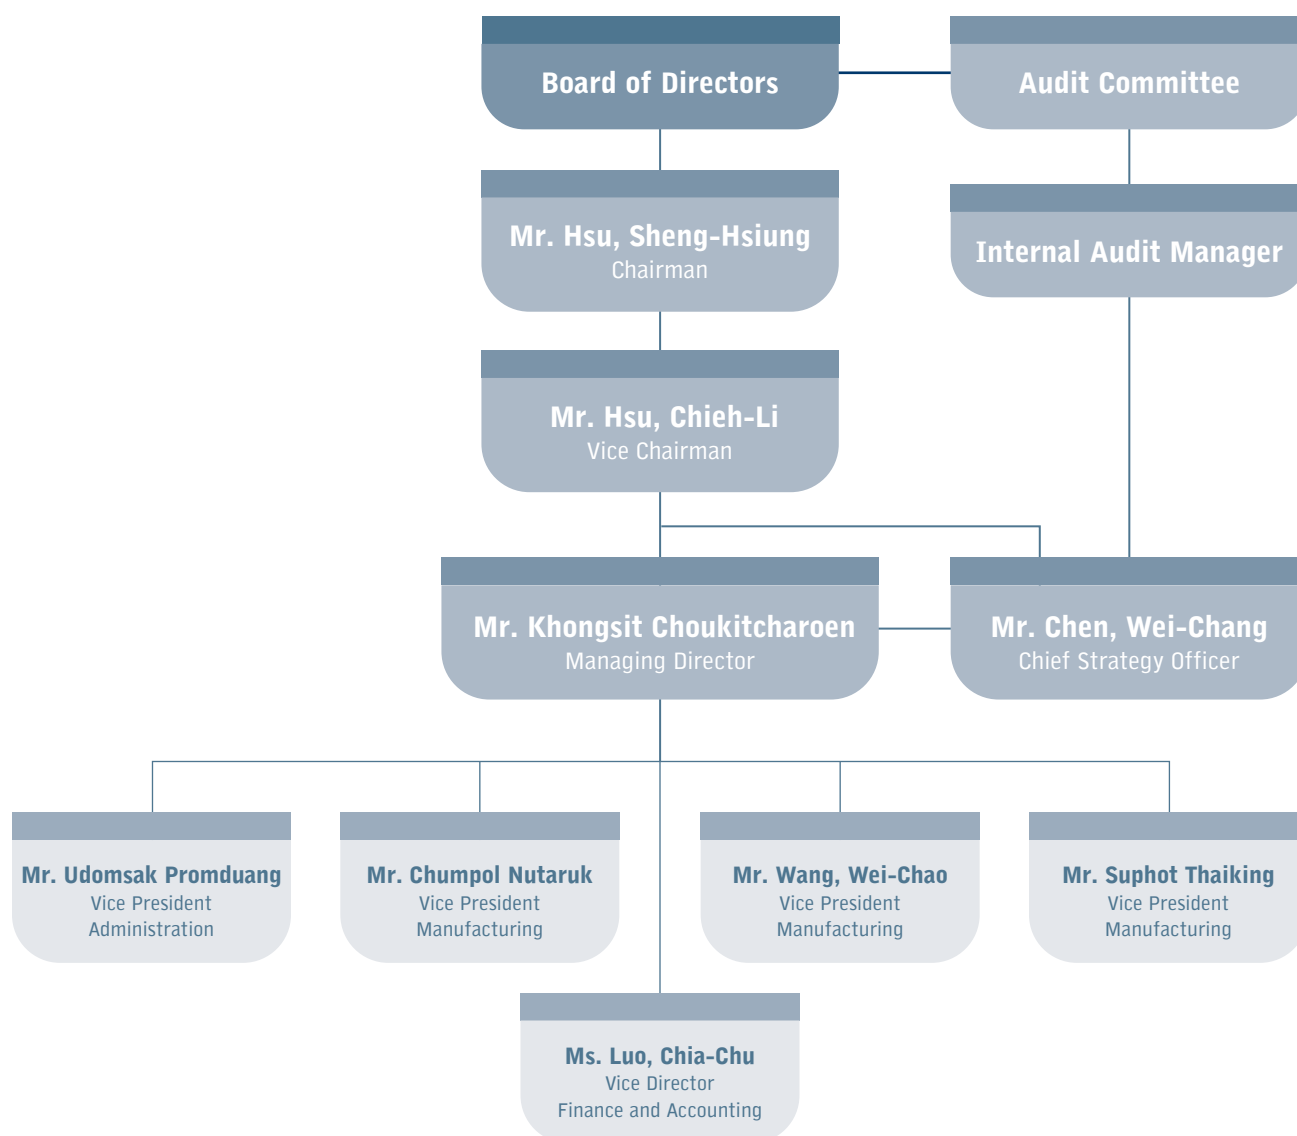 Board of Directors
Audit Committee
Mr. Hsu, Sheng-Hsiung
Chairman
Internal Audit Manager
Mr. Hsu, Chieh-Li
Vice Chairman
Mr. Khongsit Choukitcharoen
Managing Director
Mr. Chen, Wei-Chang
Chief Strategy Officer
Mr. Udomsak Promduang
Vice President
Administration
Mr. Chumpol Nutaruk
Vice President
Manufacturing
Mr. Wang, Wei-Chao
Vice President
Manufacturing
Mr. Suphot Thaiking
Vice President
Manufacturing
Ms. Luo, Chia-Chu
Vice Director
Finance and Accounting